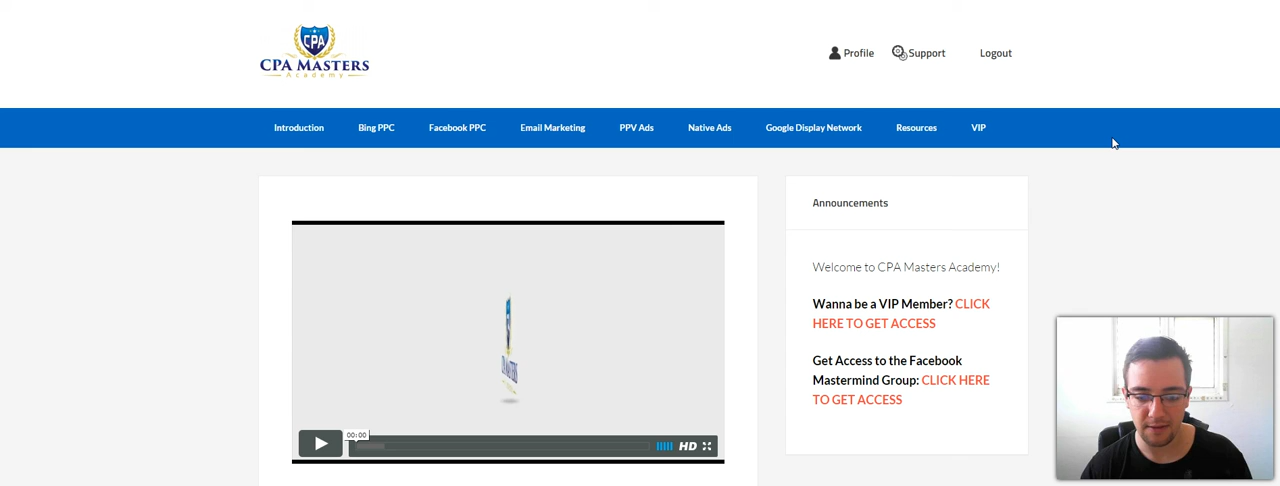 CPA
CPA MASTERS
Academy
Profile
Support
Logout
Introduction
Bing PPC
Facebook PPC
Email Marketing
PPV Ads
Native Ads
Google Display Network
Resources
VIP
00:00
HD
Announcements
Welcome to CPA Masters Academy!
Wanna be a VIP Member? CLICK
HERE TO GET ACCESS
Get Access to the Facebook
Mastermind Group: CLICK HERE
TO GET ACCESS